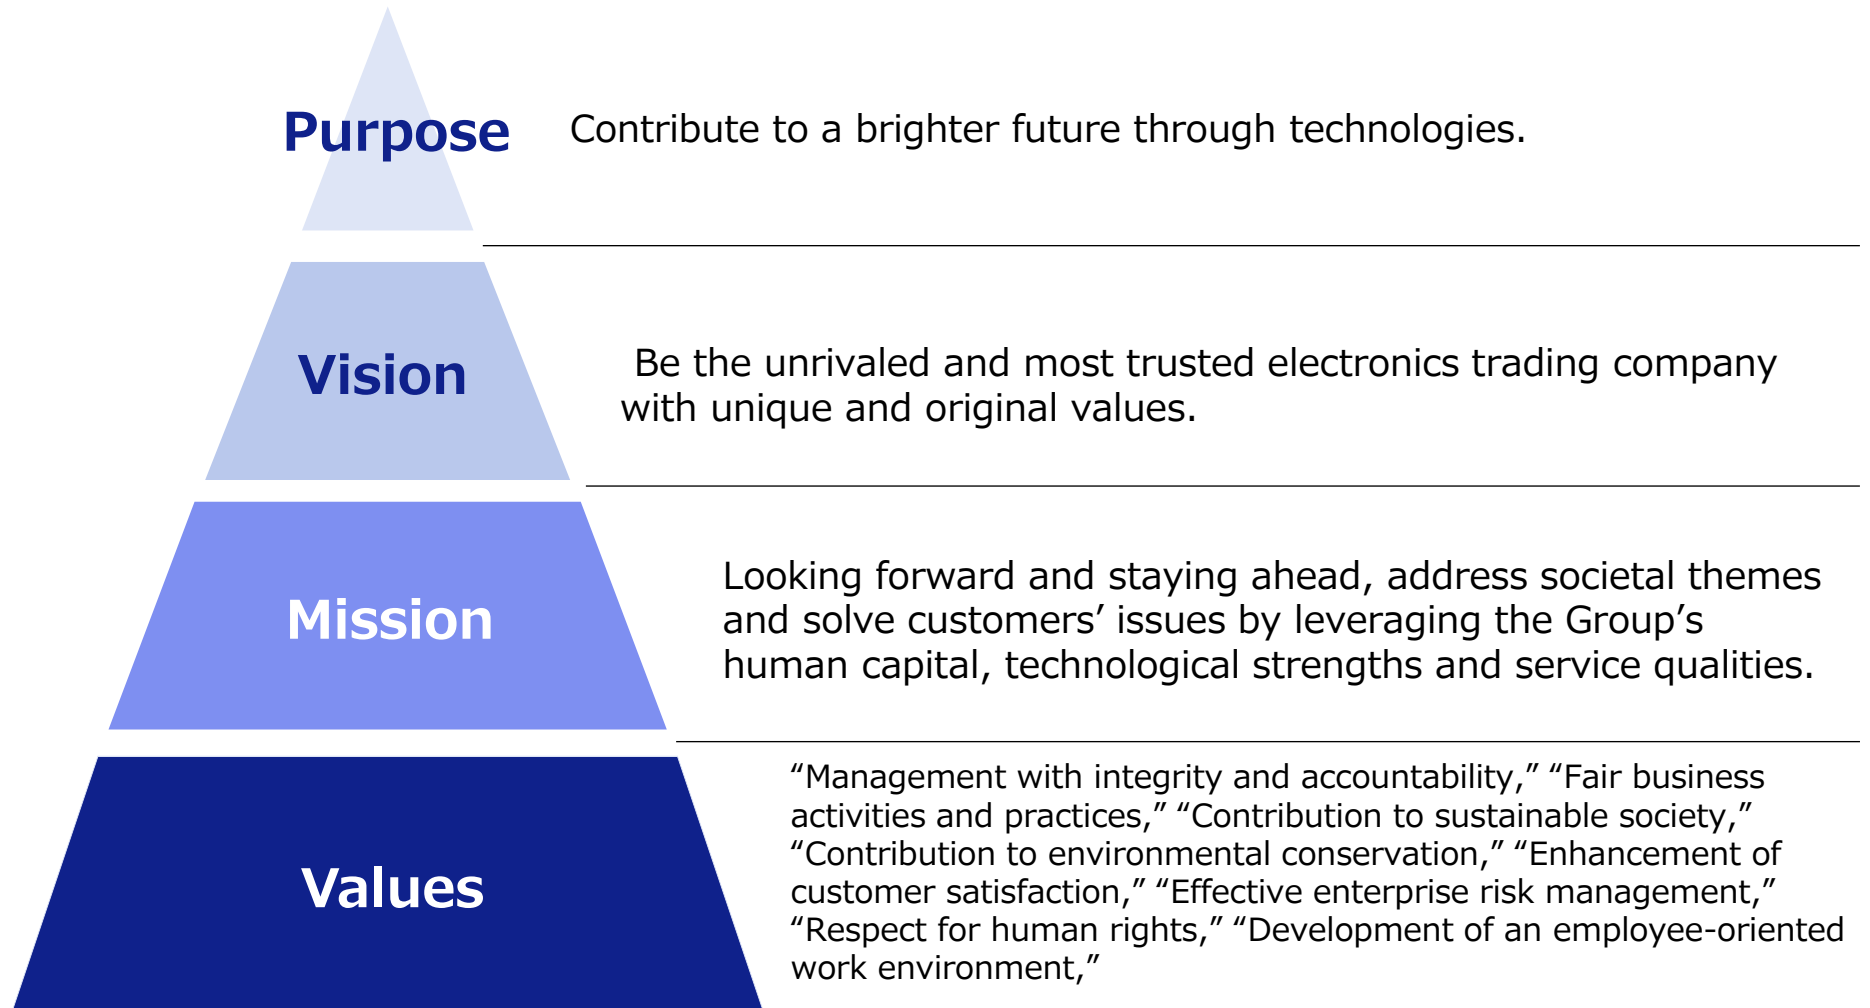 Purpose
Contribute to a brighter future through technologies.
Vision
Be the unrivaled and most trusted electronics trading company
with unique and original values.
Mission
Looking forward and staying ahead, address societal themes
and solve customers’ issues by leveraging the Group’s
human capital, technological strengths and service qualities.
Values
“Management with integrity and accountability,” “Fair business
activities and practices,” “Contribution to sustainable society,”
“Contribution to environmental conservation,” “Enhancement of
customer satisfaction,” “Effective enterprise risk management,”
“Respect for human rights,” “Development of an employee-oriented
work environment,”